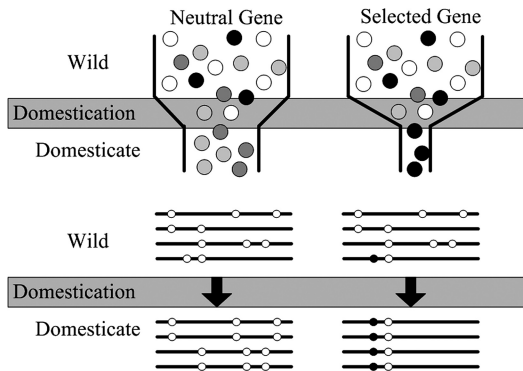 Neutral Gene
Selected Gene
Wild
Domestication
Domesticate
Wild
Domestication
Domesticate